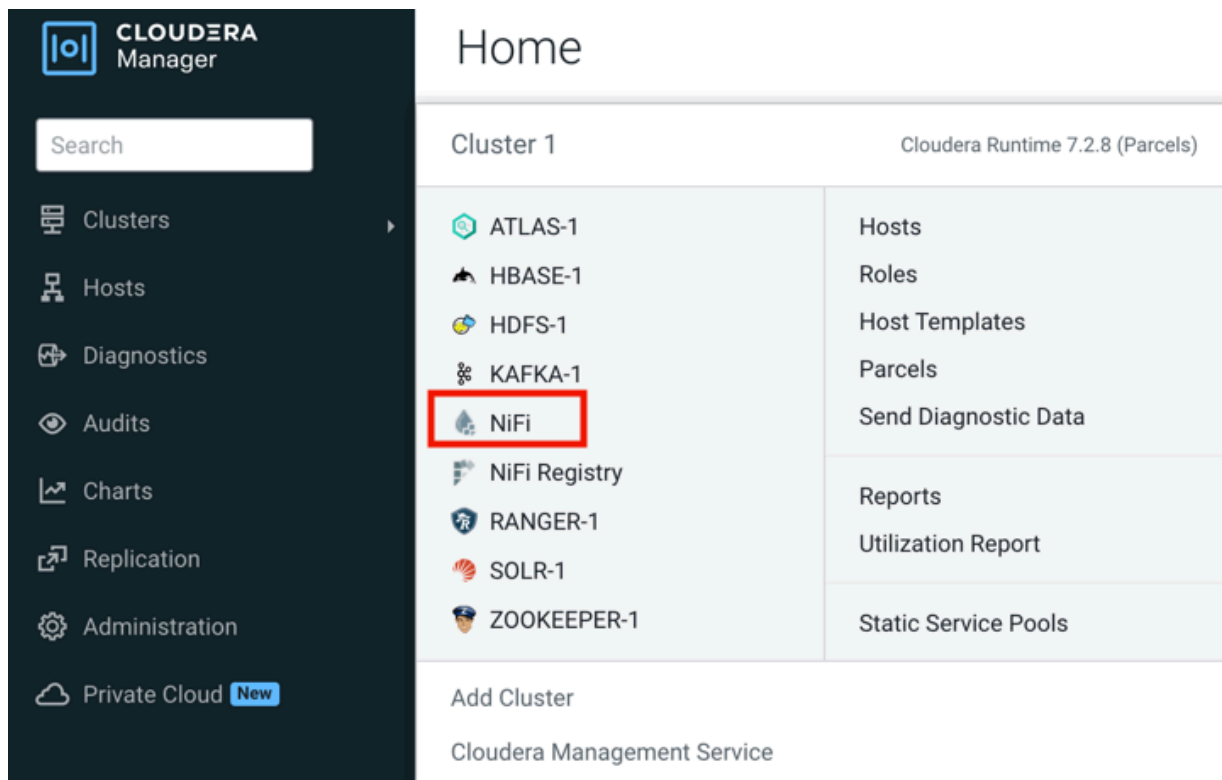 CLOUDERA
Manager
Search
Clusters
Hosts
Diagnostics
Audits
Charts
Replication
Administration
Private Cloud New
Home
Cluster 1
Cloudera Runtime 7.2.8 (Parcels)
ATLAS-1
HBASE-1
HDFS-1
KAFKA-1
NiFi
NiFi Registry
RANGER-1
SOLR-1
ZOOKEEPER-1
Hosts
Roles
Host Templates
Parcels
Send Diagnostic Data
Reports
Utilization Report
Static Service Pools
Add Cluster
Cloudera Management Service